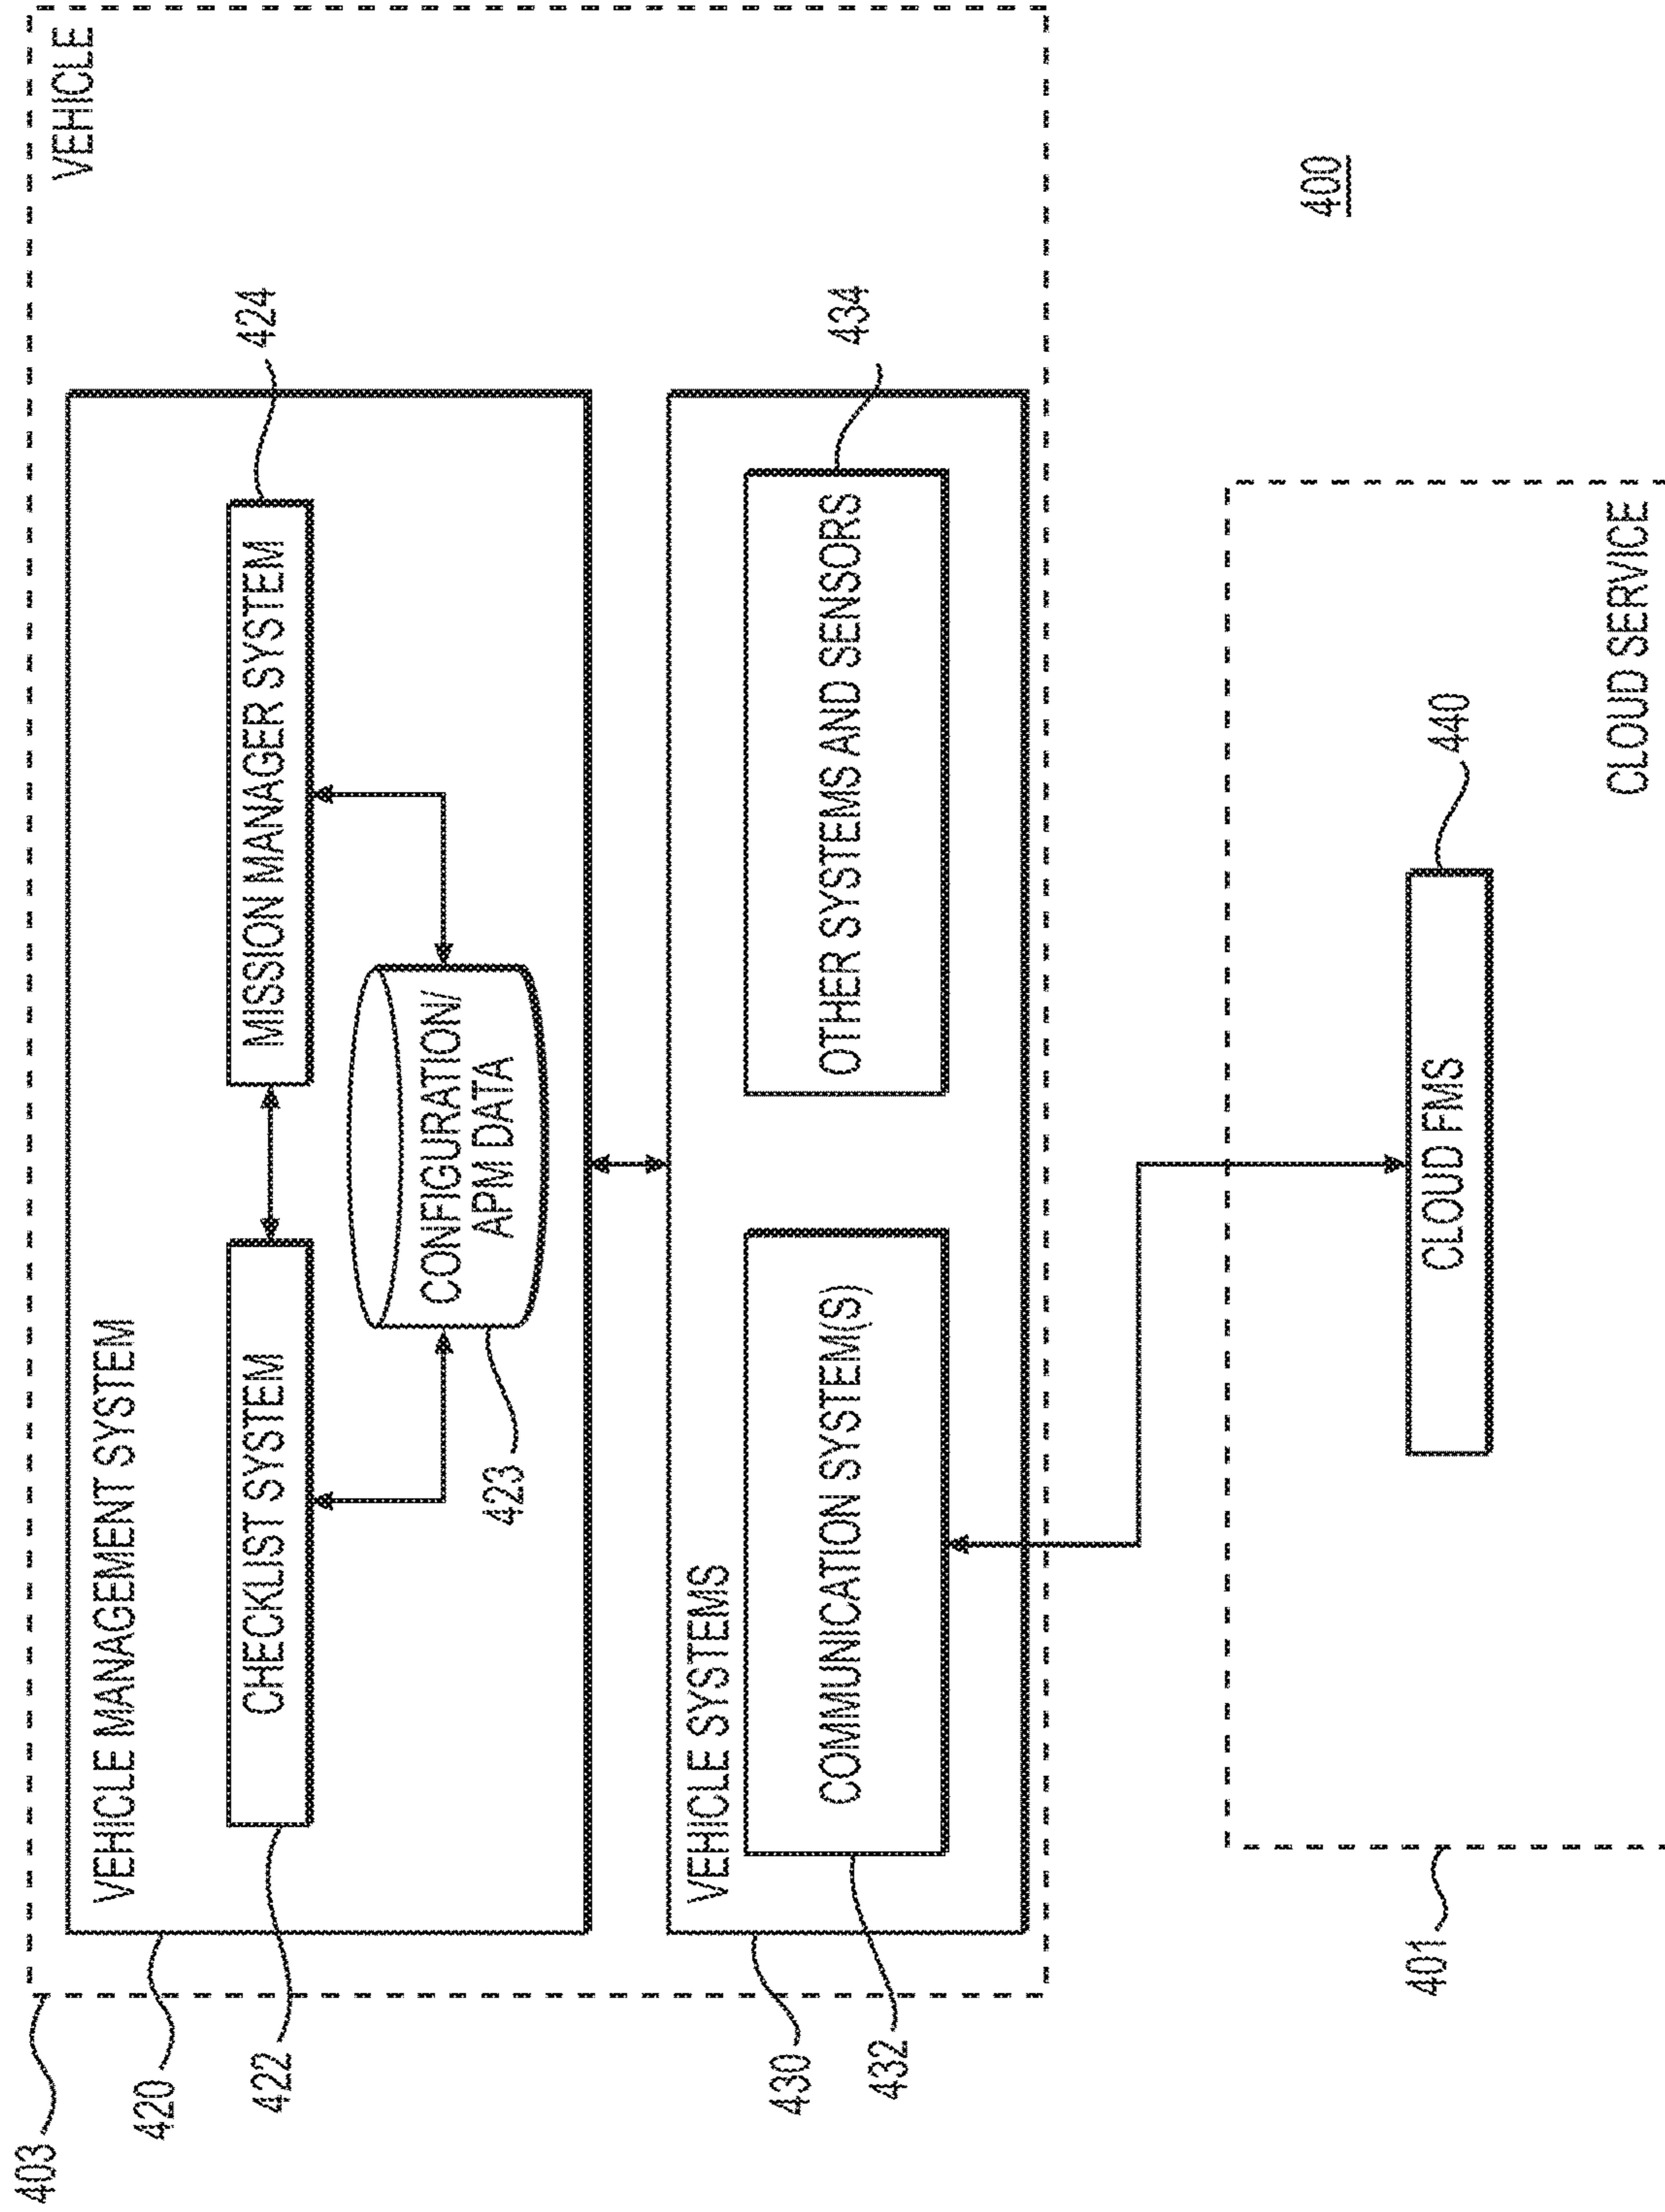 403
VEHICLE
420
VEHICLE MANAGEMENT SYSTEM
422
CHECKLIST SYSTEM
MISSION MANAGER SYSTEM
424
CONFIGURATION/
APM DATA
423
430
VEHICLE SYSTEMS
432
COMMUNICATION SYSTEM(S)
OTHER SYSTEMS AND SENSORS
434
400
401
CLOUD FMS
440
CLOUD SERVICE